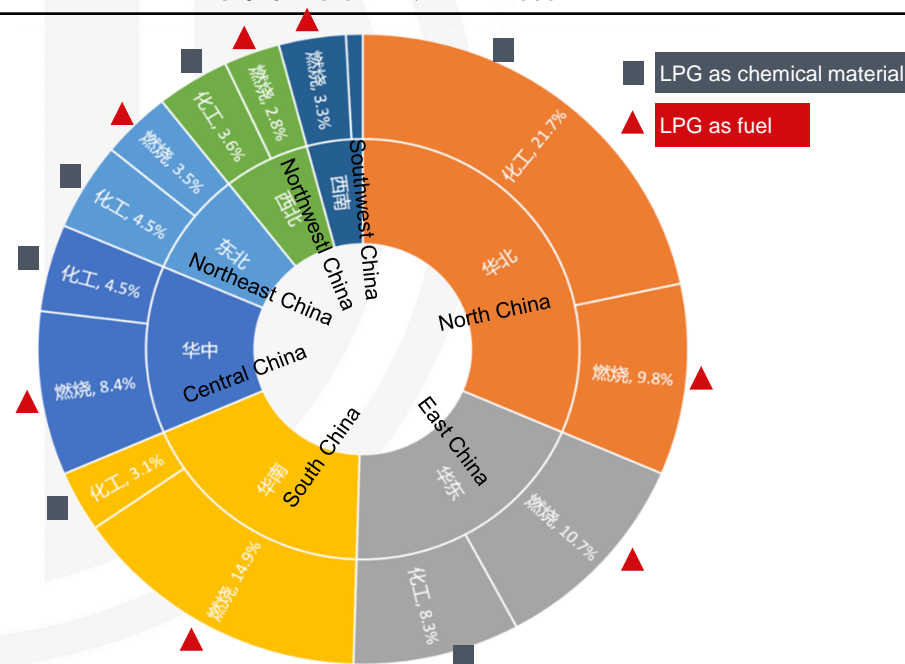 LPG as chemical material
LPG as fuel
化工, 21.7%
华北
North China
燃烧, 9.8%
East China
华东
燃烧, 10.7%
化工, 8.3%
South China
华南
燃烧, 14.9%
化工, 3.1%
Central China
华中
燃烧, 8.4%
化工, 4.5%
Northeast China
东北
化工, 4.5%
燃烧, 3.5%
Northwestl China
西北
化工, 3.6%
燃烧, 2.8%
Southwest China
西南
燃烧, 3.3%